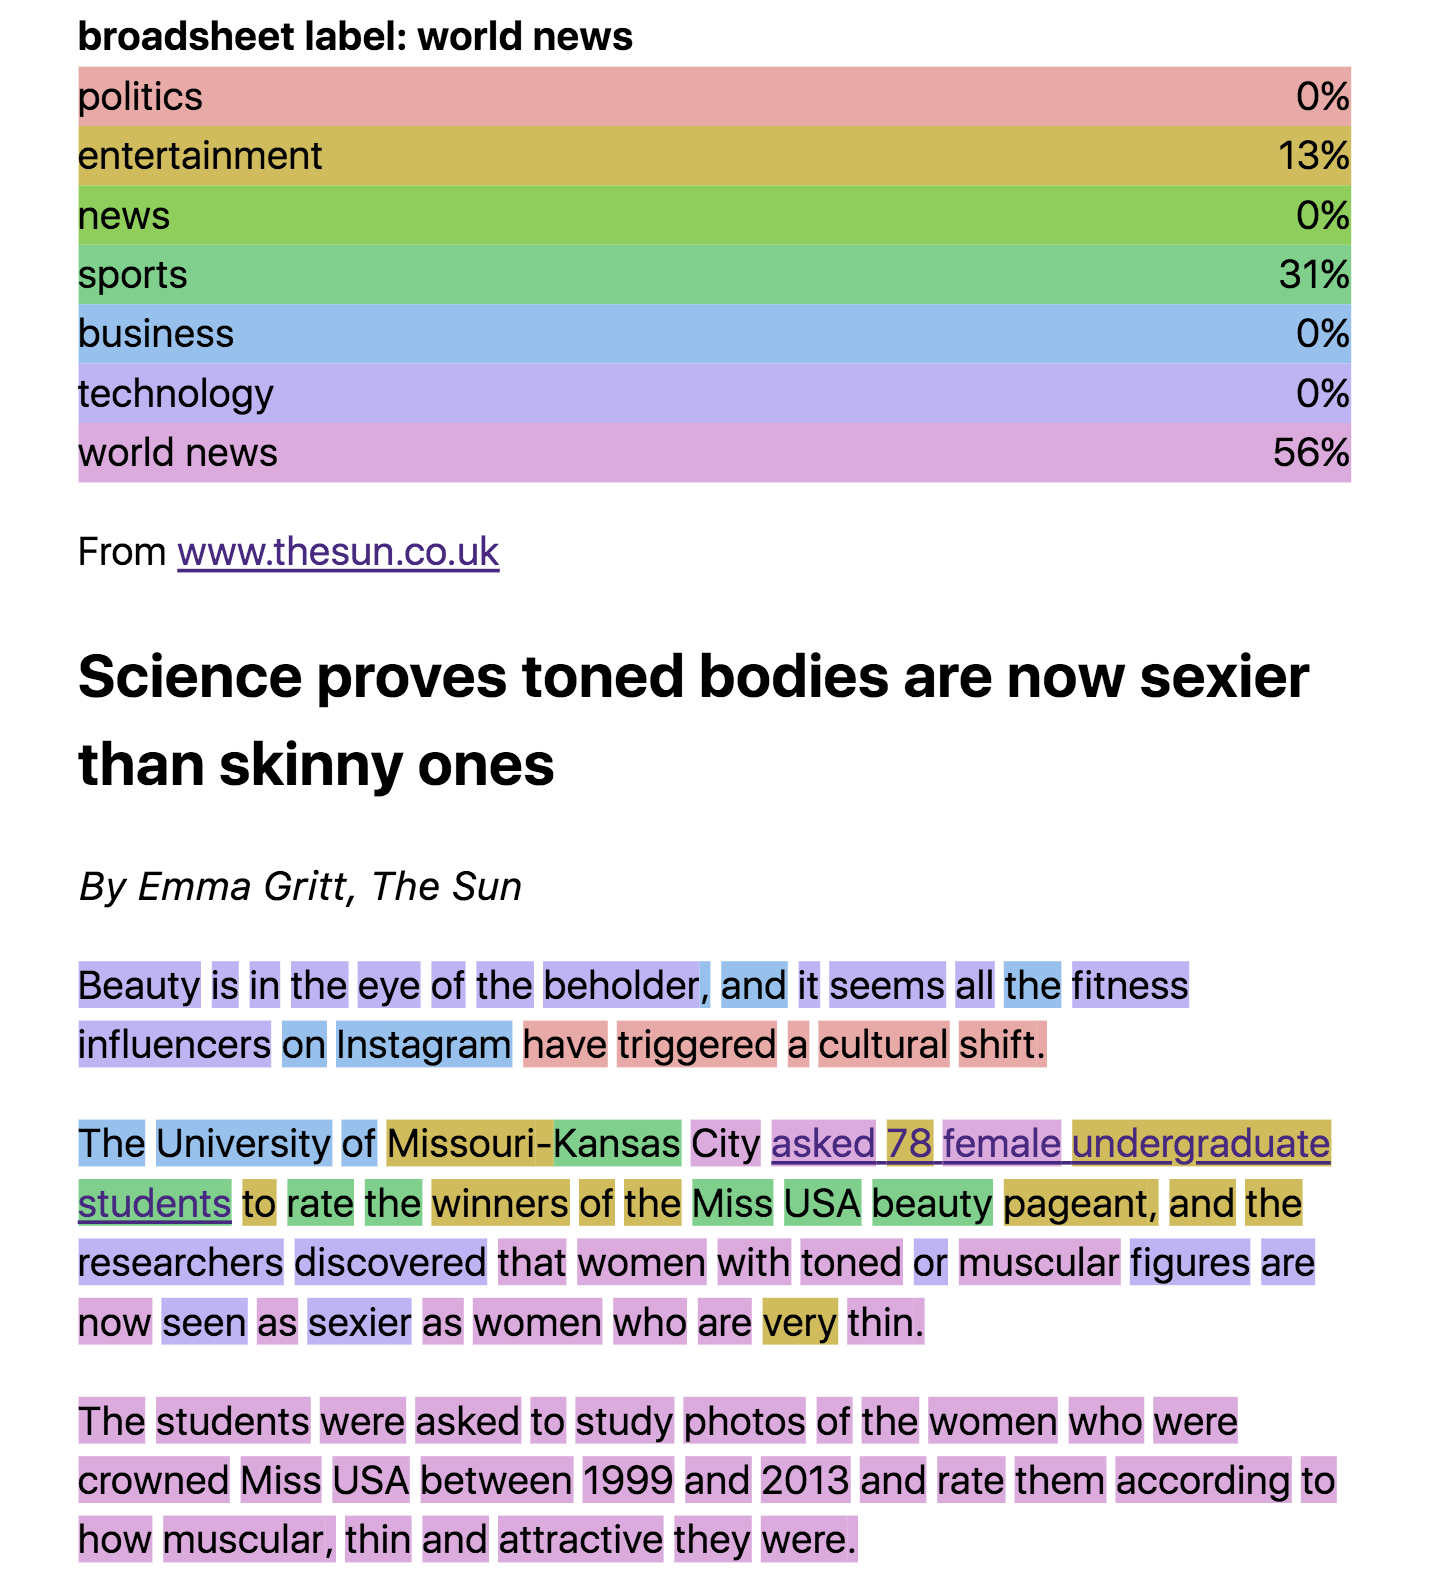 broadsheet label: world news
politics 0%
entertainment 13%
news 0%
sports 31%
business 0%
technology 0%
world news 56%
From www.thesun.co.uk
Science proves toned bodies are now sexier
than skinny ones
By Emma Gritt, The Sun
Beauty is in the eye of the beholder, and it seems all the fitness
influencers on Instagram have triggered a cultural shift.
The University of Missouri-Kansas City asked 78 female undergraduate
students to rate the winners of the Miss USA beauty pageant, and the
researchers discovered that women with toned or muscular figures are
now seen as sexier as women who are very thin.
The students were asked to study photos of the women who were
crowned Miss USA between 1999 and 2013 and rate them according to
how muscular, thin and attractive they were.